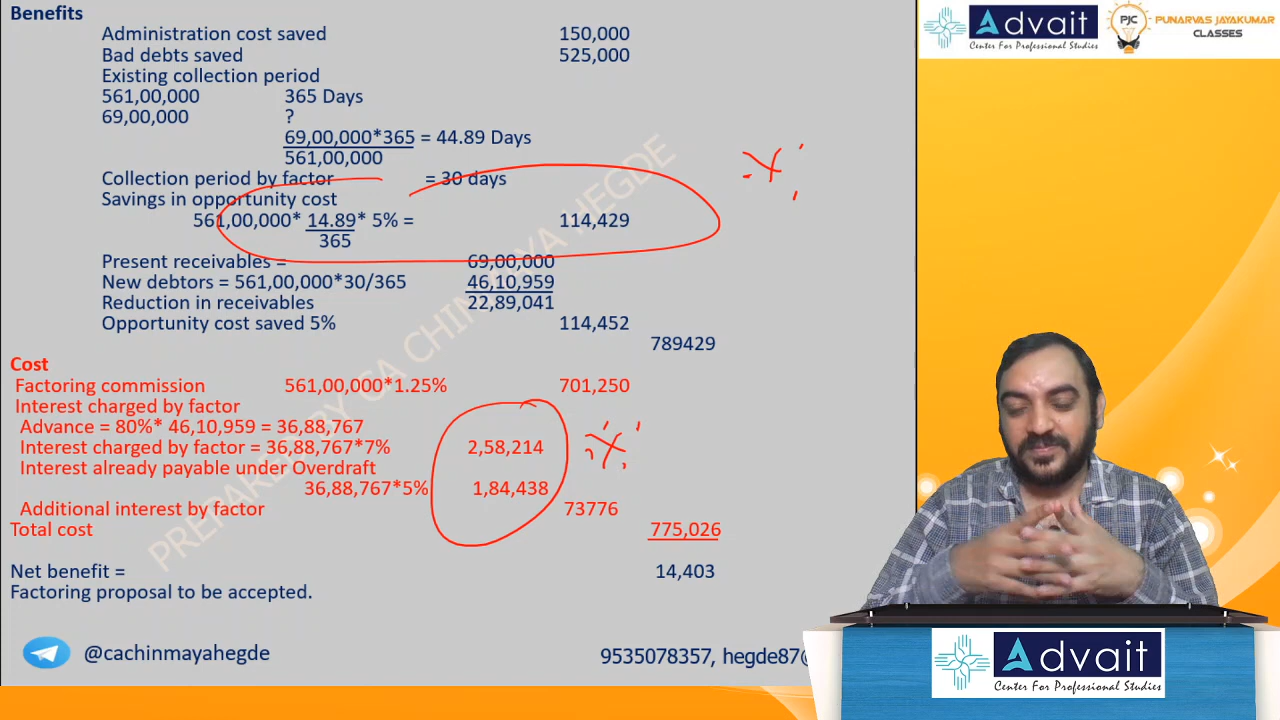 Benefits
Administration cost saved 150,000
Bad debts saved 525,000
Existing collection period
561,00,000 365 Days
69,00,000 ?
69,00,000*365 = 44.89 Days
561,00,000
Collection period by factor = 30 days
Savings in opportunity cost
561,00,000* 14.89* 5% = 114,429
365
Present receivables = 69,00,000
New debtors = 561,00,000*30/365 46,10,959
Reduction in receivables 22,89,041
Opportunity cost saved 5% 114,452
789429
Cost
Factoring commission 561,00,000*1.25% 701,250
Interest charged by factor
Advance = 80%* 46,10,959 = 36,88,767
Interest charged by factor = 36,88,767*7% 2,58,214
Interest already payable under Overdraft
36,88,767*5% 1,84,438
Additional interest by factor 73776
Total cost 775,026
Net benefit = 14,403
Factoring proposal to be accepted.
@cachinmayahegde
9535078357, hegde87@
PREPARED BY CA CHINMAYA HEGDE
Advait
Center For Professional Studies
PJC
PUNARVAS JAYAKUMAR
CLASSES
Advait
Center For Professional Studies